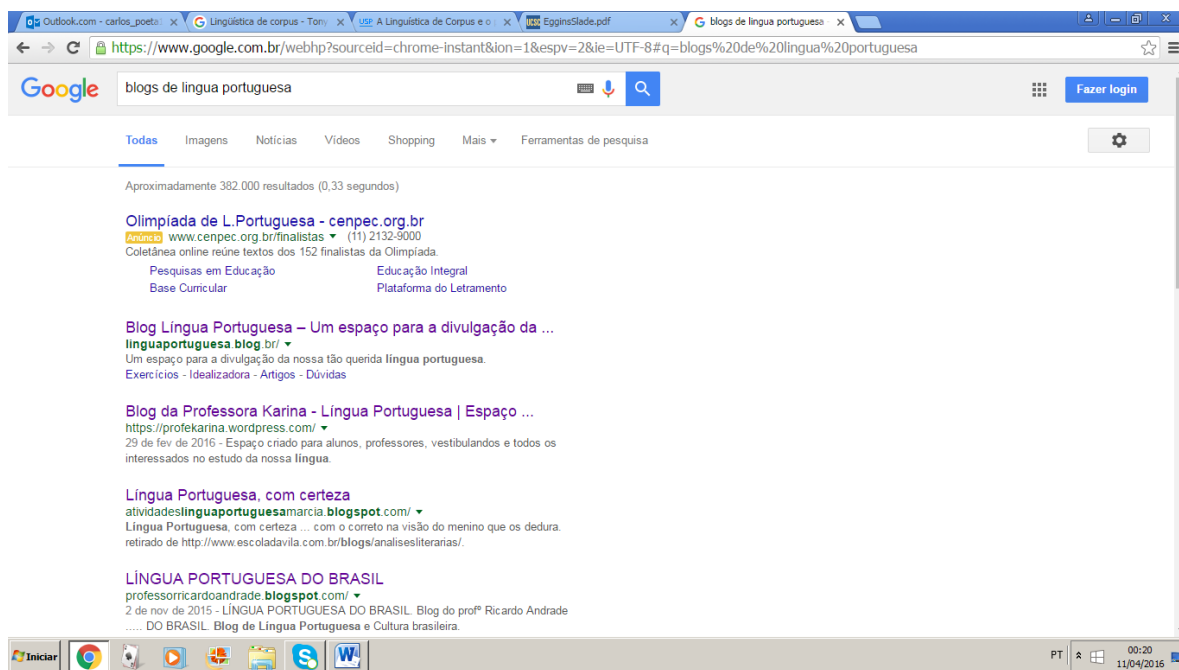 Outlook.com - carlos_poeta
Lingüística de corpus - Tony
USP A Linguística de Corpus e o
UCSC EgginsSlade.pdf
blogs de lingua portuguesa
https://www.google.com.br/webhp?sourceid=chrome-instant&ion=1&espv=2&ie=UTF-8#q=blogs%20de%20lingua%20portuguesa
Google
blogs de lingua portuguesa
Fazer login
Todas Imagens Notícias Vídeos Shopping Mais Ferramentas de pesquisa
Aproximadamente 382.000 resultados (0,33 segundos)
Olimpíada de L.Portuguesa - cenpec.org.br
Anúncio www.cenpec.org.br/finalistas (11) 2132-9000
Coletânea online reúne textos dos 152 finalistas da Olimpíada.
Pesquisas em Educação Educação Integral
Base Curricular Plataforma do Letramento
Blog Língua Portuguesa – Um espaço para a divulgação da ...
linguaportuguesa.blog.br/
Um espaço para a divulgação da nossa tão querida língua portuguesa.
Exercícios - Idealizadora - Artigos - Dúvidas
Blog da Professora Karina - Língua Portuguesa | Espaço ...
https://profekarina.wordpress.com/
29 de fev de 2016 - Espaço criado para alunos, professores, vestibulandos e todos os
interessados no estudo da nossa língua.
Língua Portuguesa, com certeza
atividadeslinguaportuguesamarcia.blogspot.com/
Língua Portuguesa, com certeza ... com o correto na visão do menino que os dedura.
retirado de http://www.escoladavila.com.br/blogs/analisesliterarias/.
LÍNGUA PORTUGUESA DO BRASIL
professorricardoandrade.blogspot.com/
2 de nov de 2015 - LÍNGUA PORTUGUESA DO BRASIL. Blog do profº Ricardo Andrade
..... DO BRASIL. Blog de Língua Portuguesa e Cultura brasileira.
Iniciar
PT
00:20
11/04/2016